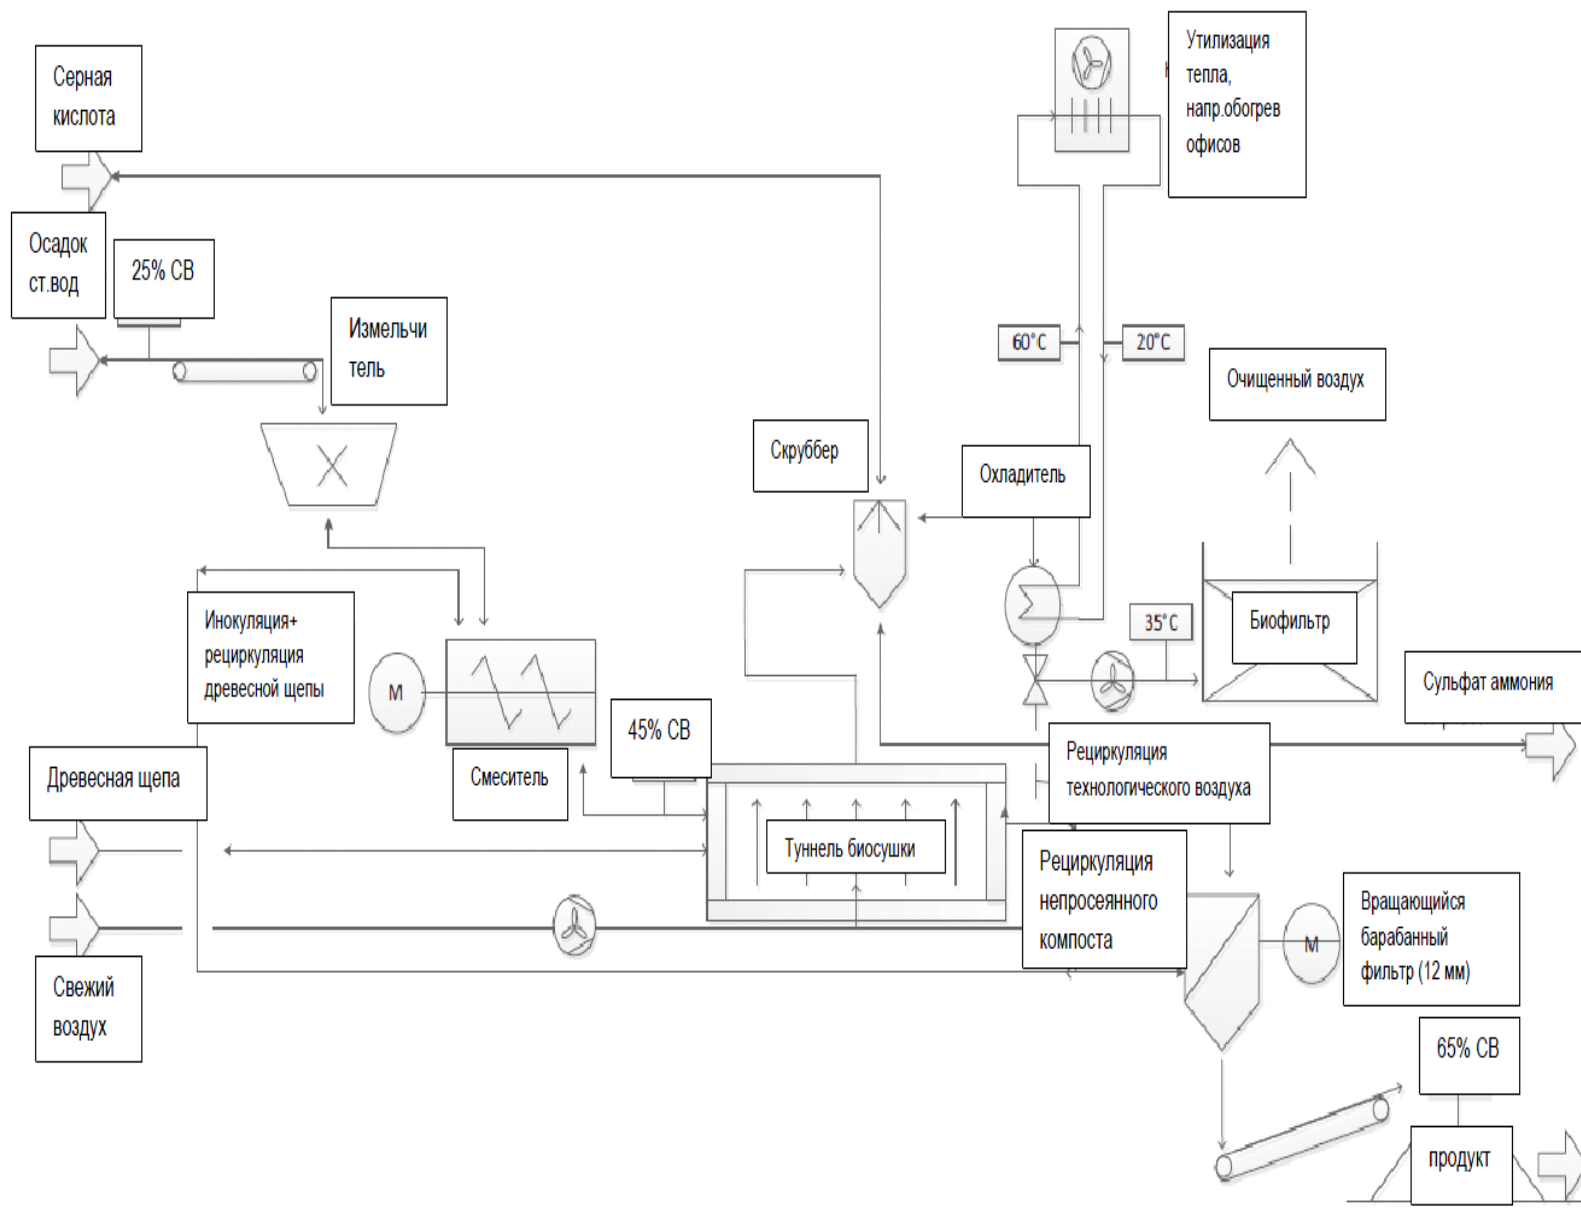 Серная
кислота
Утилизация
тепла,
напр.обогрев
офисов
Осадок
ст.вод
25% СВ
Измельчи
тель
60°C
20°C
Очищенный воздух
Скруббер
Охладитель
Инокуляция+
рециркуляция
древесной щепы
M
35°C
Биофильтр
Сульфат аммония
45% СВ
Смеситель
Древесная щепа
Рециркуляция
технологического воздуха
Туннель биосушки
Рециркуляция
непросеянного
компоста
M
Вращающийся
барабанный
фильтр (12 мм)
Свежий
воздух
65% СВ
продукт